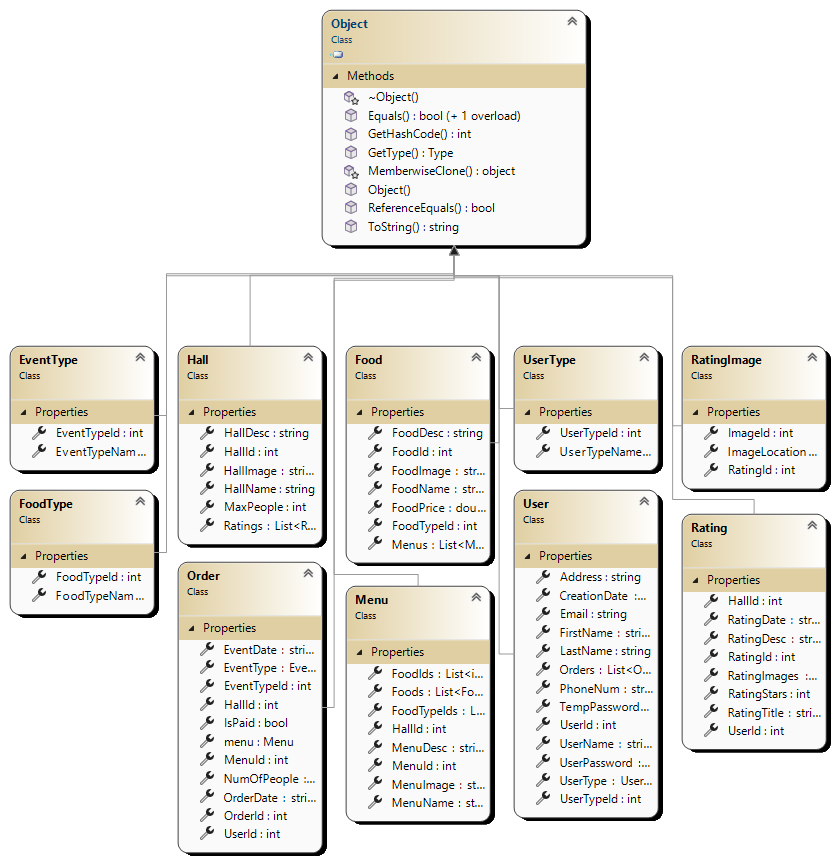 Object
Class
Methods
~Object()
Equals() : bool (+ 1 overload)
GetHashCode() : int
GetType() : Type
MemberwiseClone() : object
Object()
ReferenceEquals() : bool
ToString() : string
EventType
Class
Properties
EventTypeId : int
EventTypeNam...
FoodType
Class
Properties
FoodTypeId : int
FoodTypeNam...
Hall
Class
Properties
HallDesc : string
HallId : int
HallImage : stri...
HallName : string
MaxPeople : int
Ratings : List<R...
Order
Class
Properties
EventDate : stri...
EventType : Eve...
EventTypeId : int
HallId : int
IsPaid : bool
menu : Menu
MenuId : int
NumOfPeople :...
OrderDate : stri...
OrderId : int
UserId : int
Food
Class
Properties
FoodDesc : string
FoodId : int
FoodImage : str...
FoodName : str...
FoodPrice : dou...
FoodTypeId : int
Menus : List<M...
Menu
Class
Properties
FoodIds : List<i...
Foods : List<Fo...
FoodTypeIds : L...
HallId : int
MenuDesc : stri...
MenuId : int
MenuImage : st...
MenuName : st...
UserType
Class
Properties
UserTypeId : int
UserTypeName...
User
Class
Properties
Address : string
CreationDate :...
Email : string
FirstName : stri...
LastName : string
Orders : List<O...
PhoneNum : str...
TempPassword...
UserId : int
UserName : stri...
UserPassword :...
UserType : User...
UserTypeId : int
RatingImage
Class
Properties
ImageId : int
ImageLocation...
RatingId : int
Rating
Class
Properties
HallId : int
RatingDate : str...
RatingDesc : str...
RatingId : int
RatingImages :...
RatingStars : int
RatingTitle : stri...
UserId : int